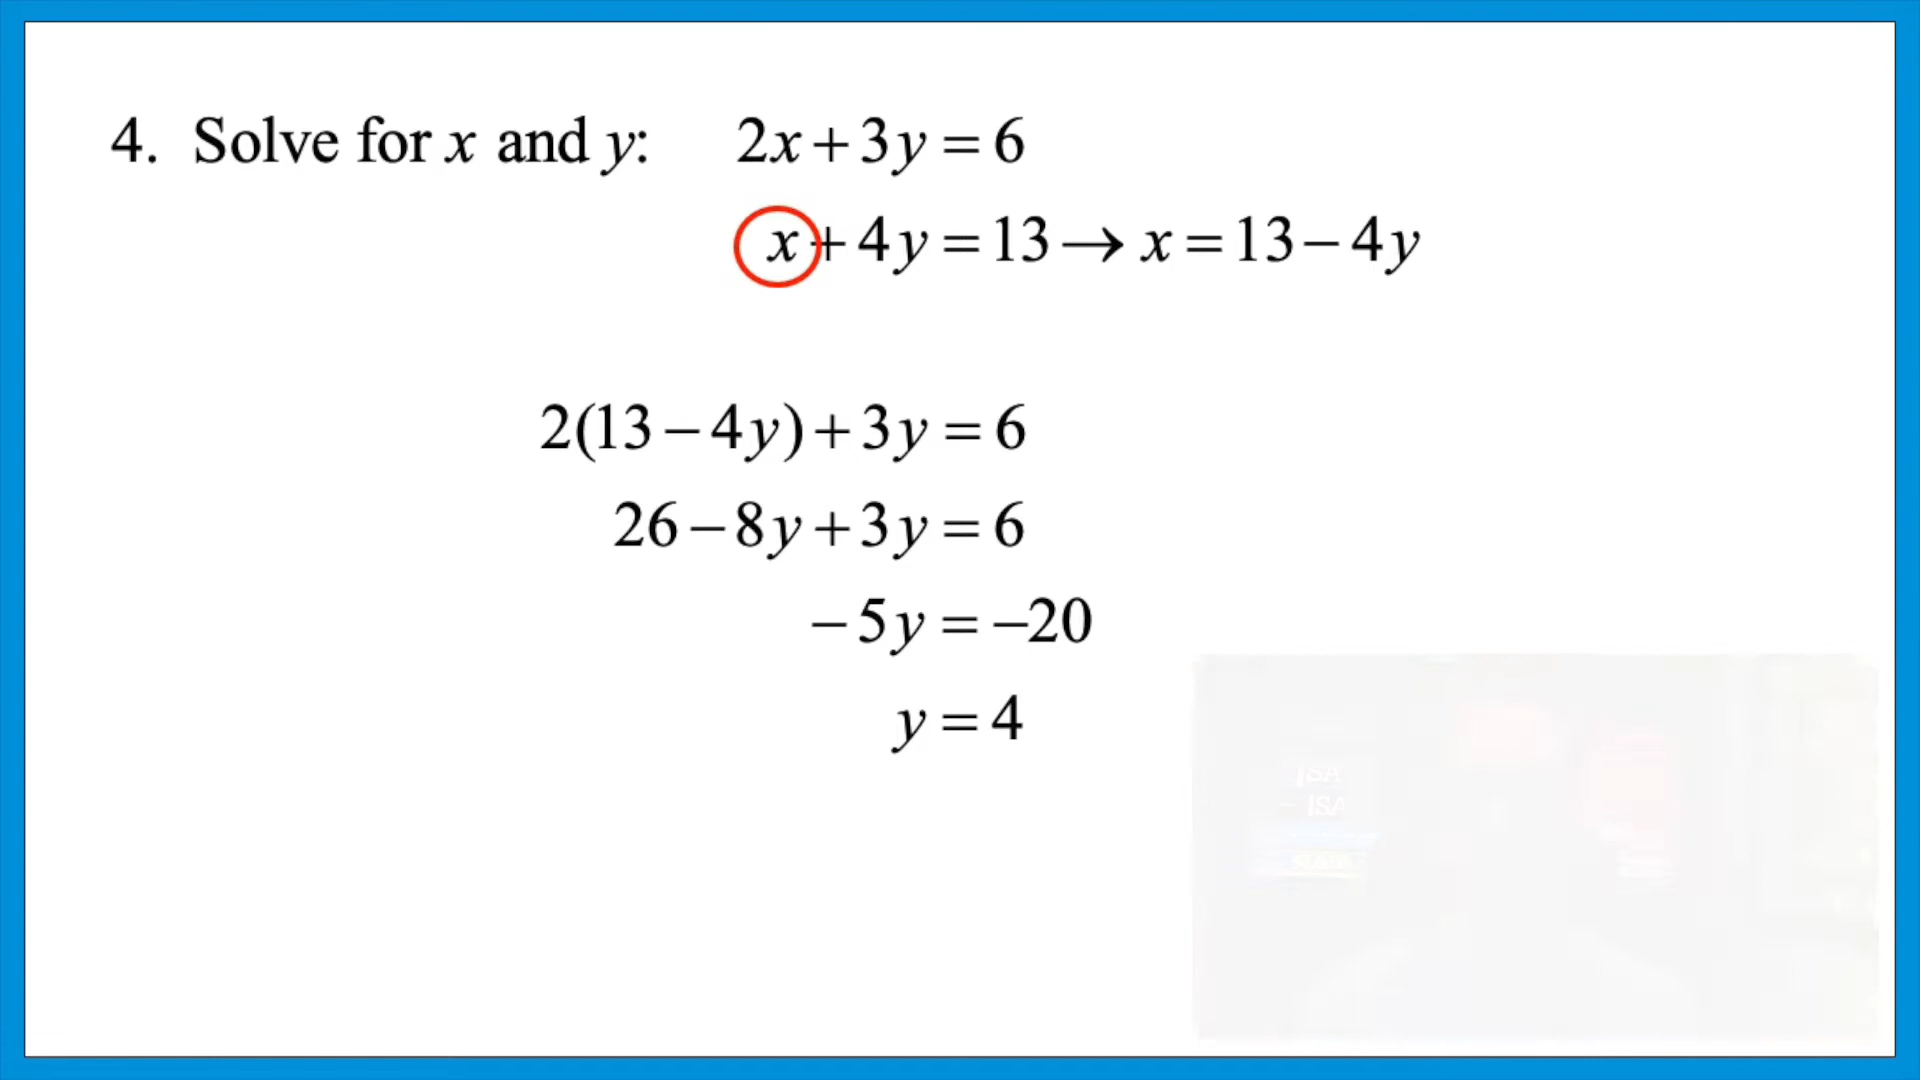 4. Solve for x and y: 2x+3y=6
x+4y=13→x=13−4y
2(13−4y)+3y=6
26−8y+3y=6
−5y=−20
y=4